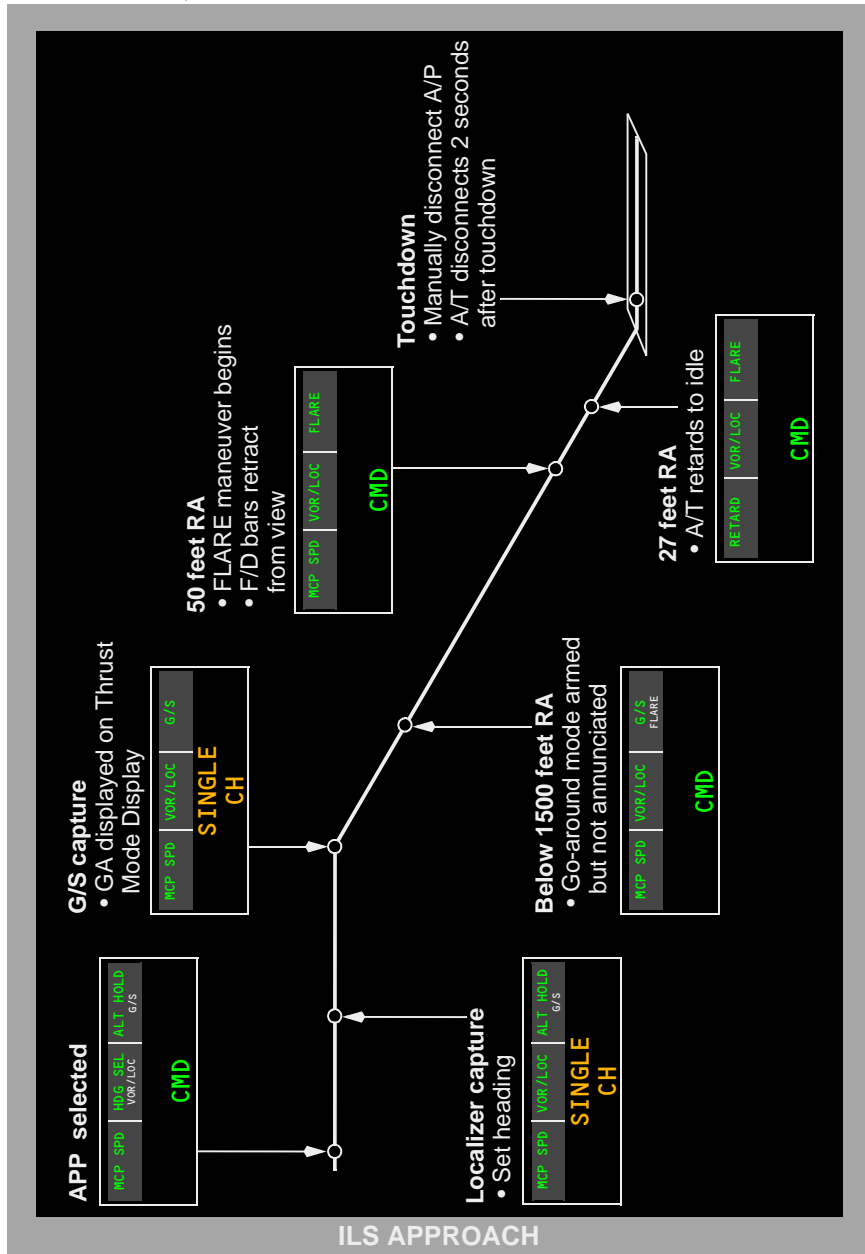 APP selected
MCP SPD HDG SEL ALT HOLD
VOR/LOC G/S
CMD
Localizer capture
• Set heading
MCP SPD VOR/LOC ALT HOLD
G/S
SINGLE
CH
G/S capture
• GA displayed on Thrust
Mode Display
MCP SPD VOR/LOC G/S
SINGLE
CH
Below 1500 feet RA
• Go-around mode armed
but not annunciated
MCP SPD VOR/LOC G/S
FLARE
CMD
50 feet RA
• FLARE maneuver begins
• F/D bars retract
from view
MCP SPD VOR/LOC FLARE
CMD
27 feet RA
• A/T retards to idle
RETARD VOR/LOC FLARE
CMD
Touchdown
• Manually disconnect A/P
• A/T disconnects 2 seconds
after touchdown
ILS APPROACH